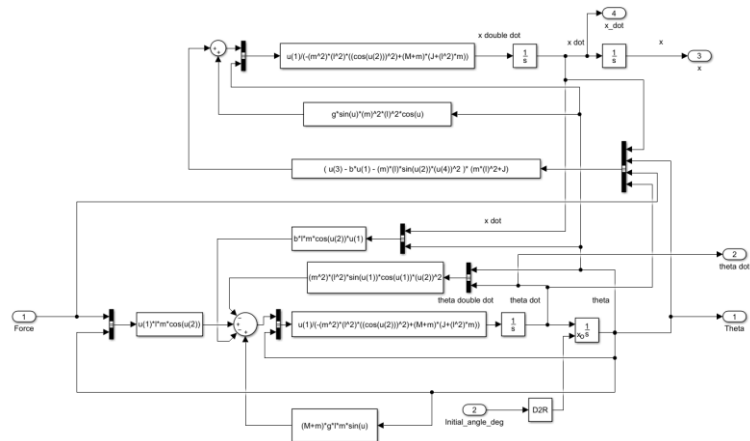 4
x_dot
x double dot
x dot
x
+
+
u(1)/(-(m^2)*(l^2)*((cos(u(2)))^2)+(M+m)*(J+(l^2)*m))
1
s
1
s
3
x
g*sin(u)*(m)^2*(l)^2*cos(u)
( u(3) - b*u(1) - (m)*(l)*sin(u(2))*(u(4))^2 )* (m*(l)^2+J)
x dot
b*l*m*cos(u(2))*u(1)
2
theta dot
(m^2)*(l^2)*sin(u(1))*cos(u(1))*(u(2))^2
theta double dot
theta dot
theta
1
Force
u(1)*l*m*cos(u(2))
u(1)/(-(m^2)*(l^2)*((cos(u(2)))^2)+(M+m)*(J+(l^2)*m))
1
s
1
xo s
1
Theta
2
Initial_angle_deg
D2R
(M+m)*g*l*m*sin(u)